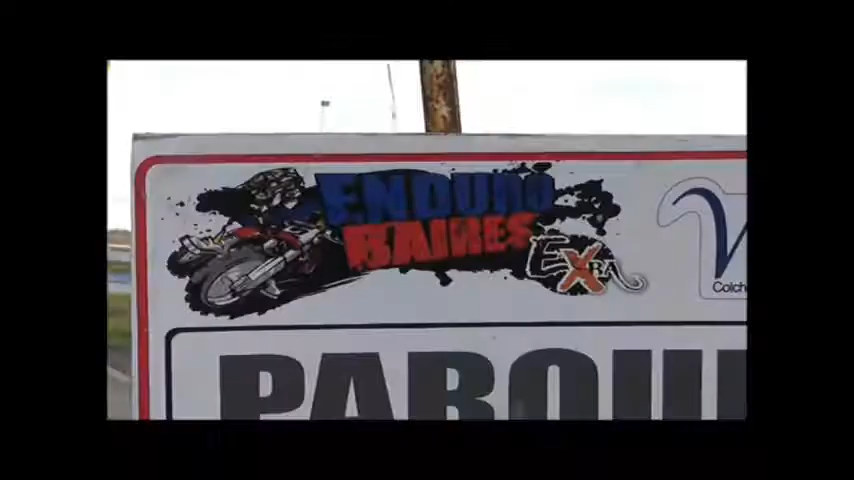 ENDURO
BAIRES
EXBA
Colch
PARQU